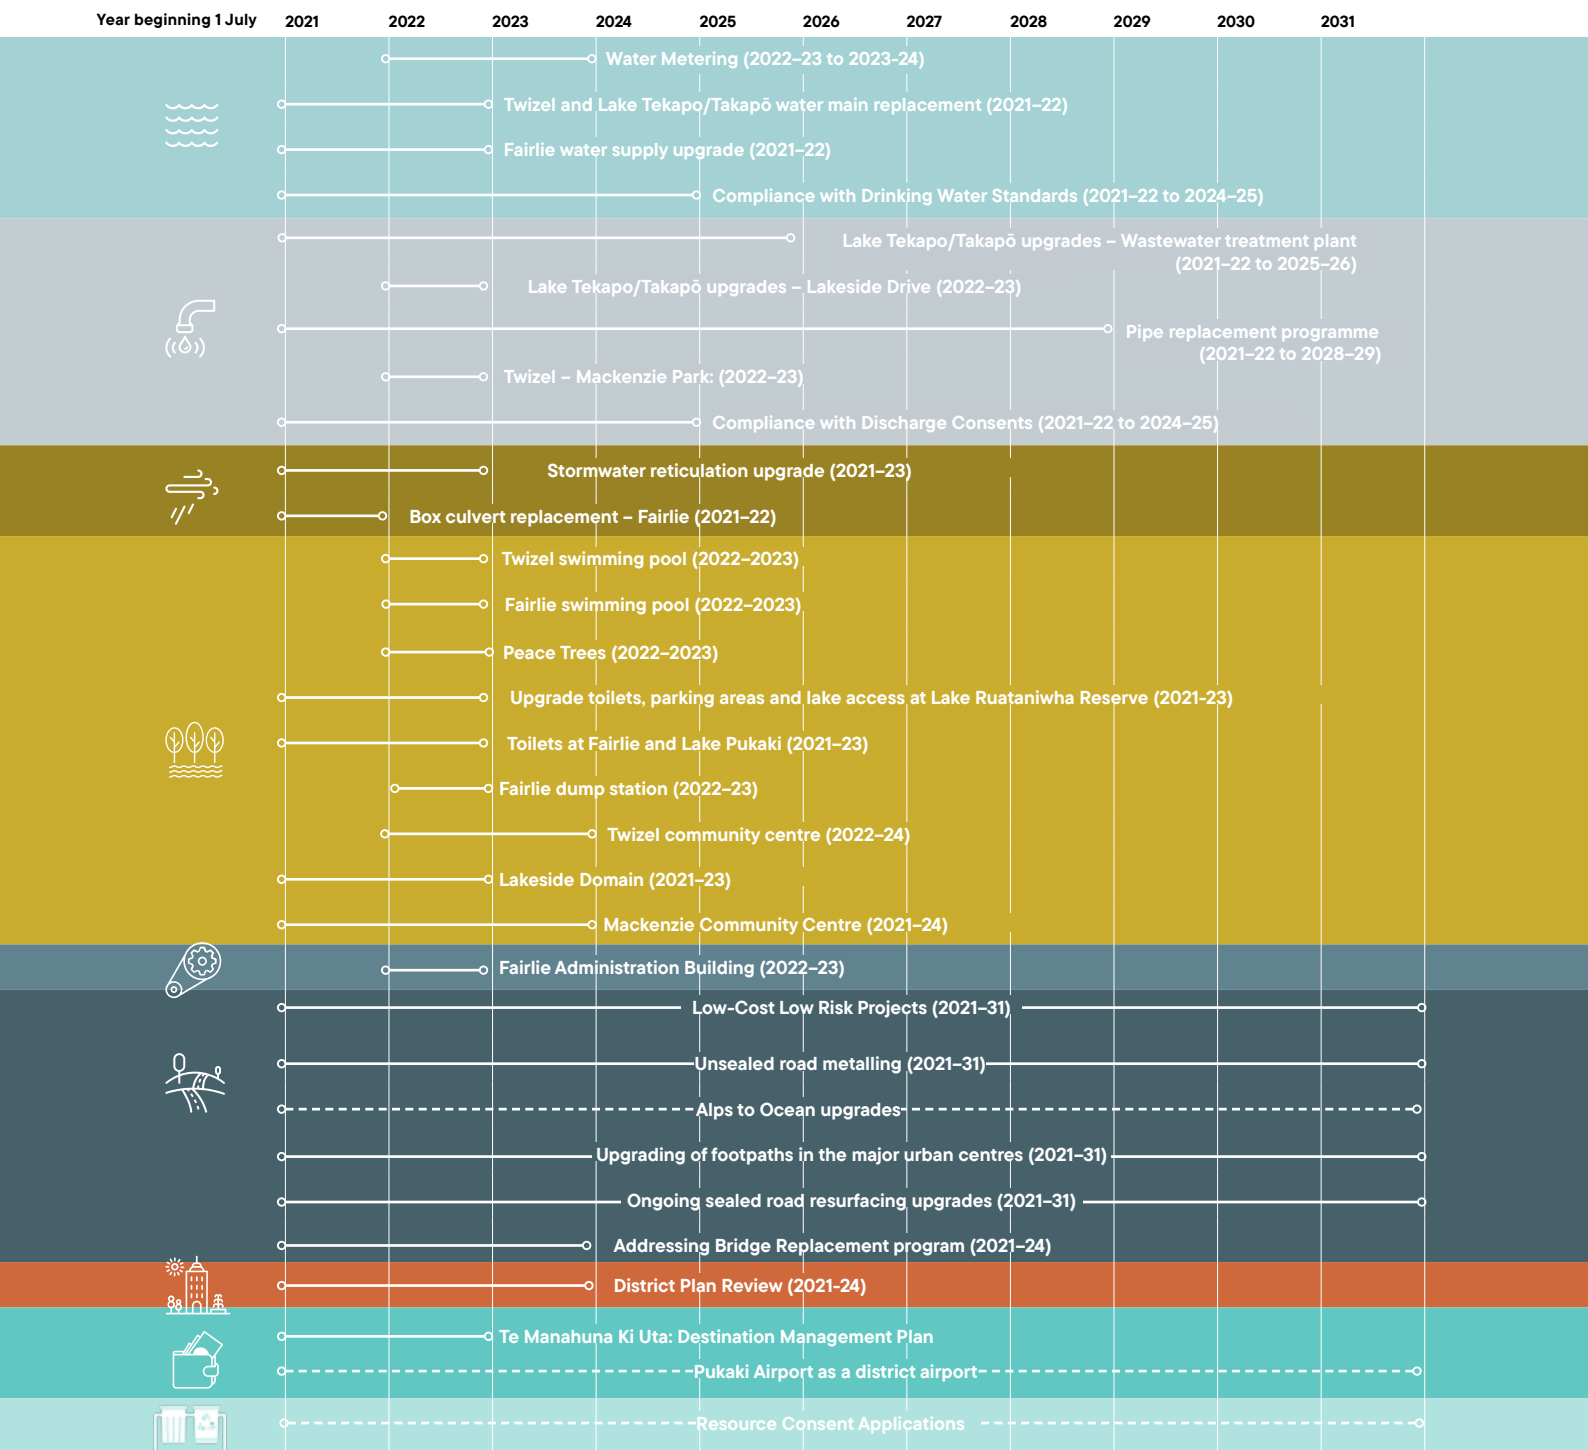 Year beginning 1 July 2021 2022 2023 2024 2025 2026 2027 2028 2029 2030 2031
Water Metering (2022–23 to 2023-24)
Twizel and Lake Tekapo/Takapō water main replacement (2021–22)
Fairlie water supply upgrade (2021–22)
Compliance with Drinking Water Standards (2021–22 to 2024–25)
Lake Tekapo/Takapō upgrades – Wastewater treatment plant
(2021–22 to 2025–26)
Lake Tekapo/Takapō upgrades – Lakeside Drive (2022–23)
Pipe replacement programme
(2021–22 to 2028–29)
Twizel – Mackenzie Park: (2022–23)
Compliance with Discharge Consents (2021–22 to 2024–25)
Stormwater reticulation upgrade (2021–23)
Box culvert replacement – Fairlie (2021–22)
Twizel swimming pool (2022–2023)
Fairlie swimming pool (2022–2023)
Peace Trees (2022–2023)
Upgrade toilets, parking areas and lake access at Lake Ruataniwha Reserve (2021-23)
Toilets at Fairlie and Lake Pukaki (2021–23)
Fairlie dump station (2022–23)
Twizel community centre (2022–24)
Lakeside Domain (2021–23)
Mackenzie Community Centre (2021–24)
Fairlie Administration Building (2022–23)
Low-Cost Low Risk Projects (2021–31)
Unsealed road metalling (2021–31)
Alps to Ocean upgrades
Upgrading of footpaths in the major urban centres (2021–31)
Ongoing sealed road resurfacing upgrades (2021–31)
Addressing Bridge Replacement program (2021–24)
District Plan Review (2021-24)
Te Manahuna Ki Uta: Destination Management Plan
Pukaki Airport as a district airport
Resource Consent Applications